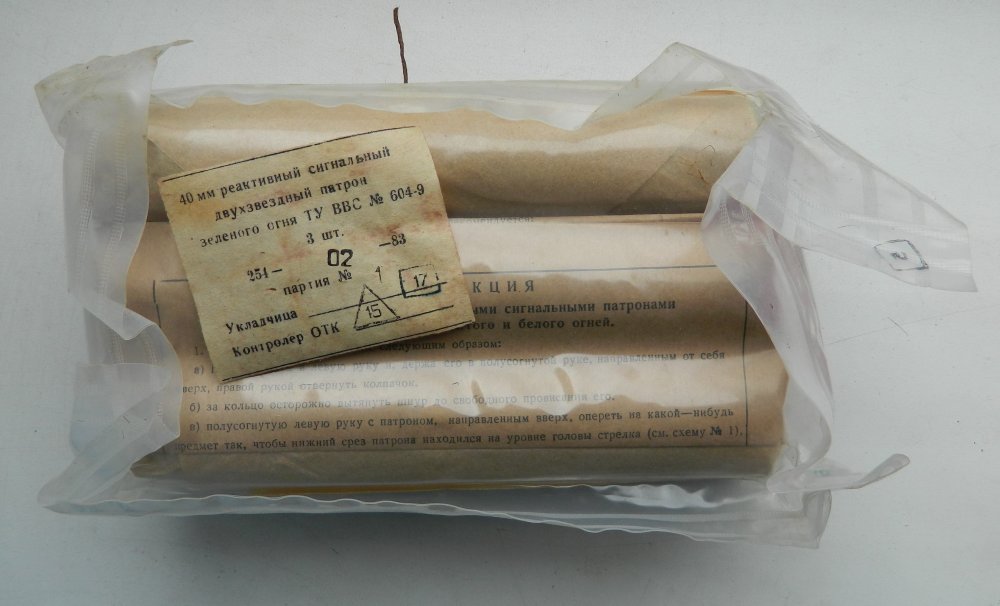 40 мм реактивный сигнальный
двухзвездный патрон
зеленого огня ТУ ВВС № 604-9
3 шт.
254— 02 —83
партия № 1
Укладчица 17
Контролер ОТК 15
КЦИЯ
ыми сигнальными патронами
того и белого огней.
1. следующим образом:
а) левую руку и, держа его в полусогнутой руке, направленным от себя
верх, правой рукой отвернуть колпачок.
б) за кольцо осторожно вытянуть шнур до свободного провисания его.
в) полусогнутую левую руку с патроном, направленным вверх, опереть на какой—нибудь
предмет так, чтобы нижний срез патрона находился на уровне головы стрелка (см. схему № 1).